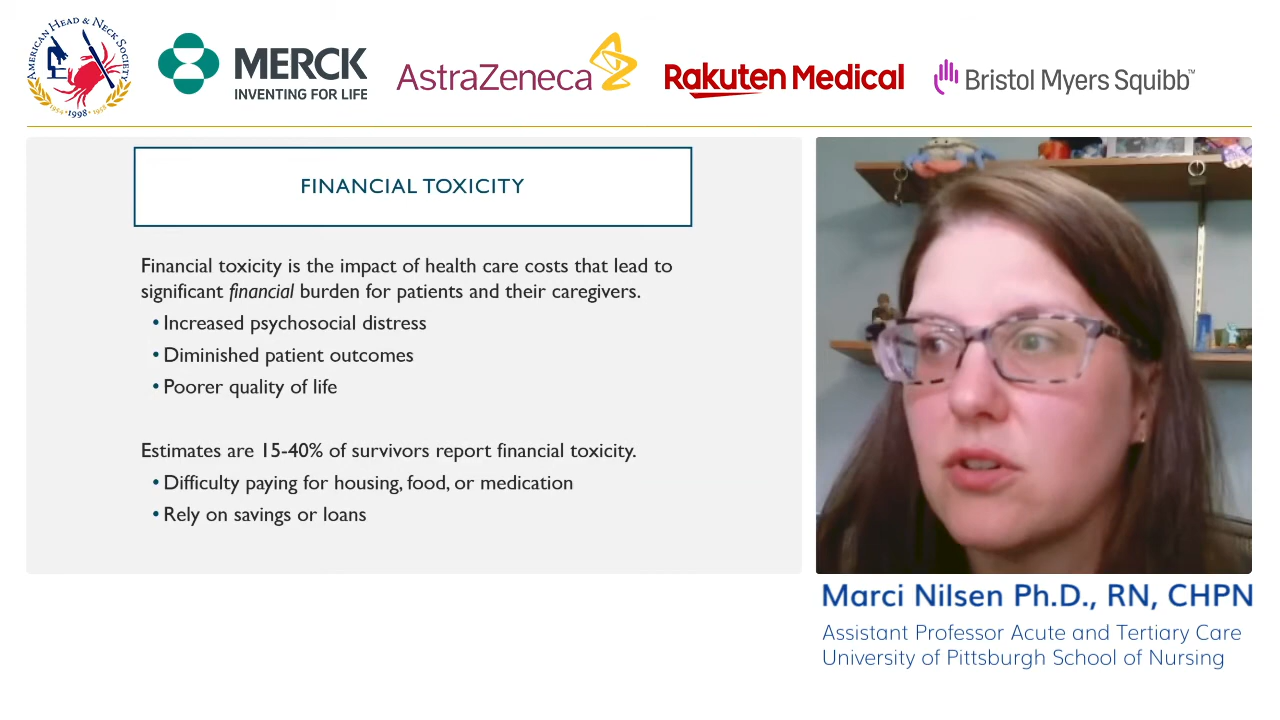 AMERICAN HEAD & NECK SOCIETY
1954 • 1998 • 1958
MERCK
INVENTING FOR LIFE
AstraZeneca
Rakuten Medical
Bristol Myers Squibb™
FINANCIAL TOXICITY
Financial toxicity is the impact of health care costs that lead to
significant financial burden for patients and their caregivers.
• Increased psychosocial distress
• Diminished patient outcomes
• Poorer quality of life
Estimates are 15-40% of survivors report financial toxicity.
• Difficulty paying for housing, food, or medication
• Rely on savings or loans
Marci Nilsen Ph.D., RN, CHPN
Assistant Professor Acute and Tertiary Care
University of Pittsburgh School of Nursing